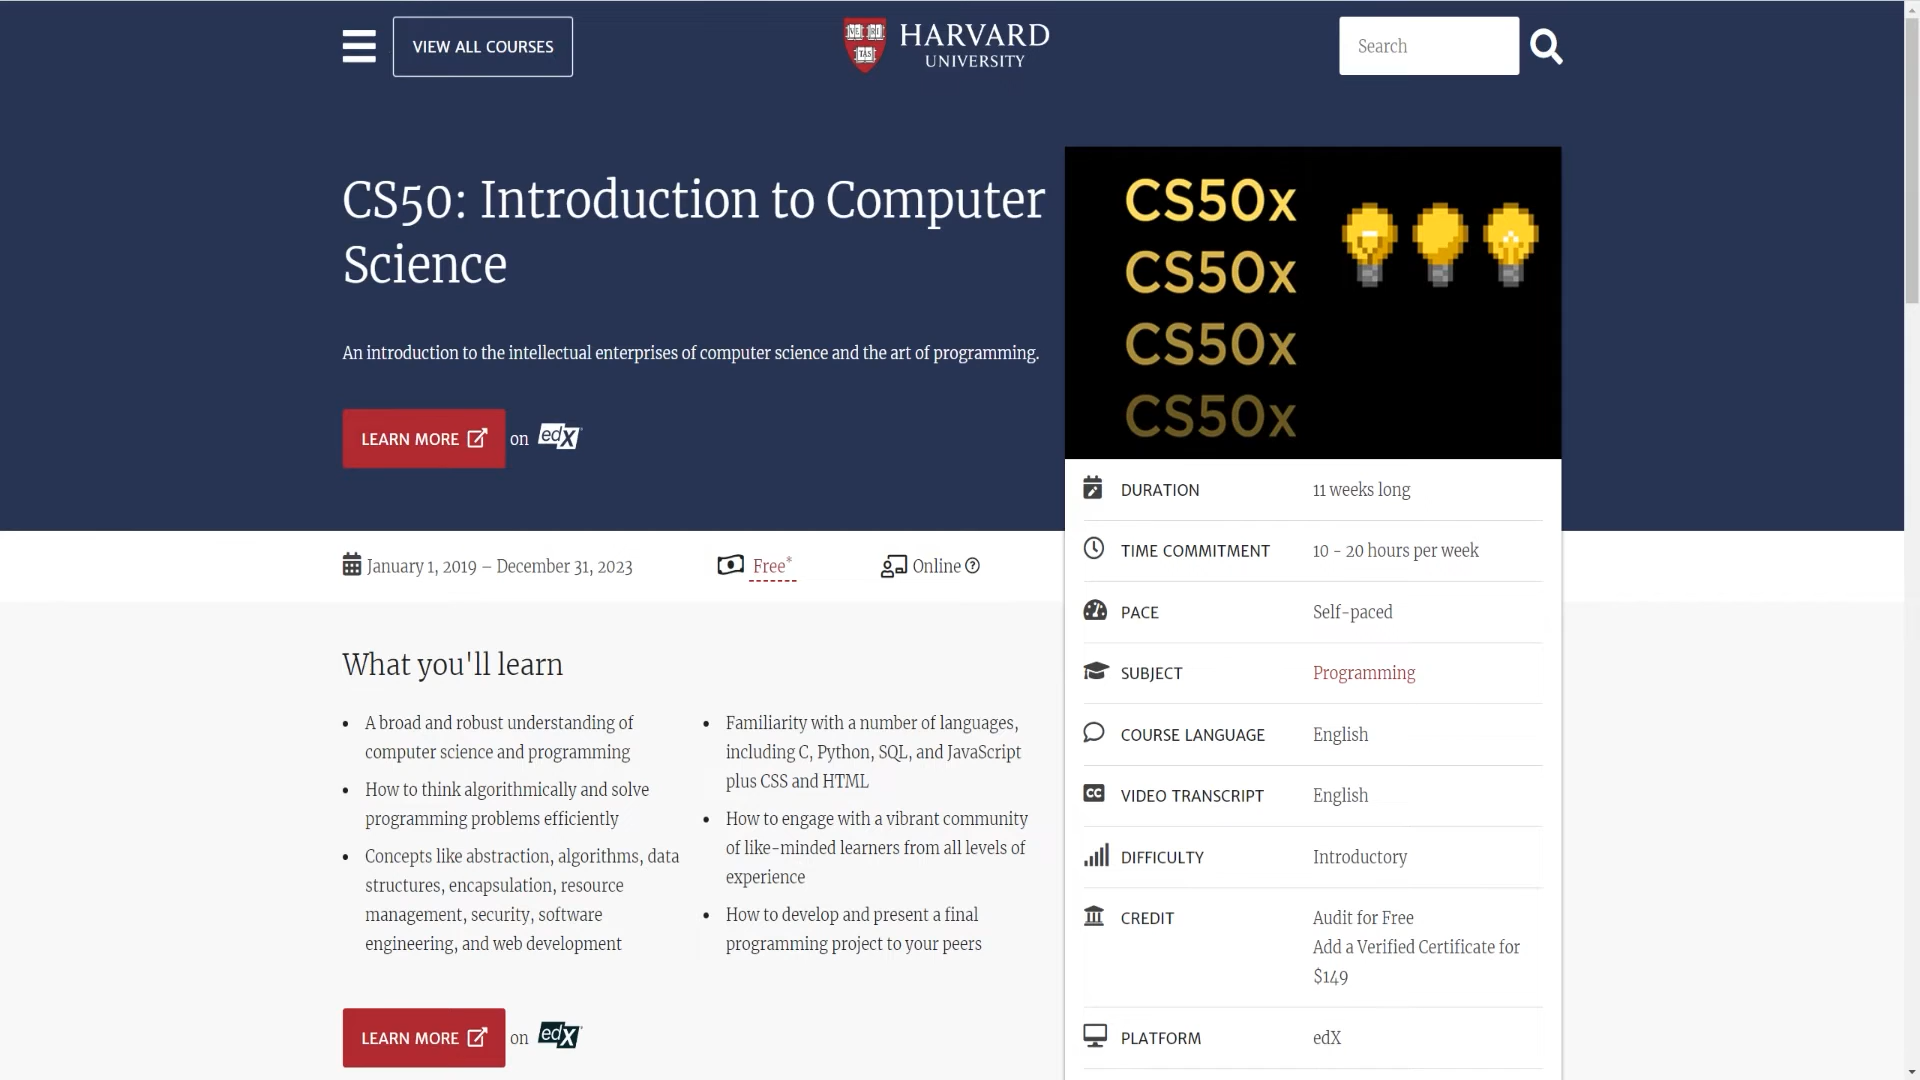 VIEW ALL COURSES
HARVARD
UNIVERSITY
Search
CS50: Introduction to Computer
Science
An introduction to the intellectual enterprises of computer science and the art of programming.
LEARN MORE on edX
CS50x
CS50x
CS50x
CS50x
January 1, 2019 – December 31, 2023
Free*
Online
What you'll learn
A broad and robust understanding of
computer science and programming
How to think algorithmically and solve
programming problems efficiently
Concepts like abstraction, algorithms, data
structures, encapsulation, resource
management, security, software
engineering, and web development
Familiarity with a number of languages,
including C, Python, SQL, and JavaScript
plus CSS and HTML
How to engage with a vibrant community
of like-minded learners from all levels of
experience
How to develop and present a final
programming project to your peers
LEARN MORE on edX
DURATION 11 weeks long
TIME COMMITMENT 10 - 20 hours per week
PACE Self-paced
SUBJECT Programming
COURSE LANGUAGE English
CC VIDEO TRANSCRIPT English
DIFFICULTY Introductory
CREDIT Audit for Free
Add a Verified Certificate for
$149
PLATFORM edX